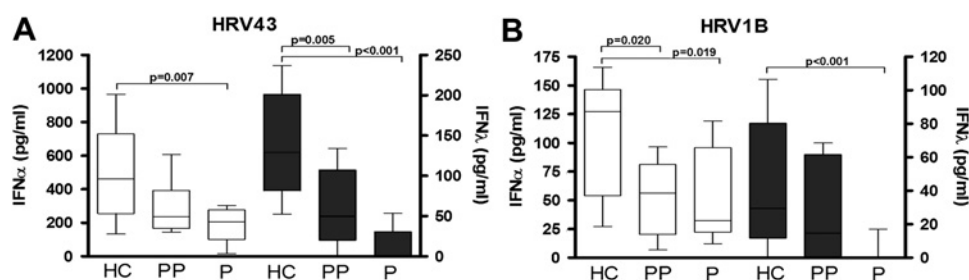 A HRV43
p=0.005
p<0.001
p=0.007
IFNα (pg/ml)
1200
1000
800
600
400
200
0
IFNλ (pg/ml)
250
200
150
100
50
0
HC PP P HC PP P
B HRV1B
p=0.020
p=0.019
p<0.001
IFNα (pg/ml)
175
150
125
100
75
50
25
0
IFNλ (pg/ml)
120
100
80
60
40
20
0
HC PP P HC PP P